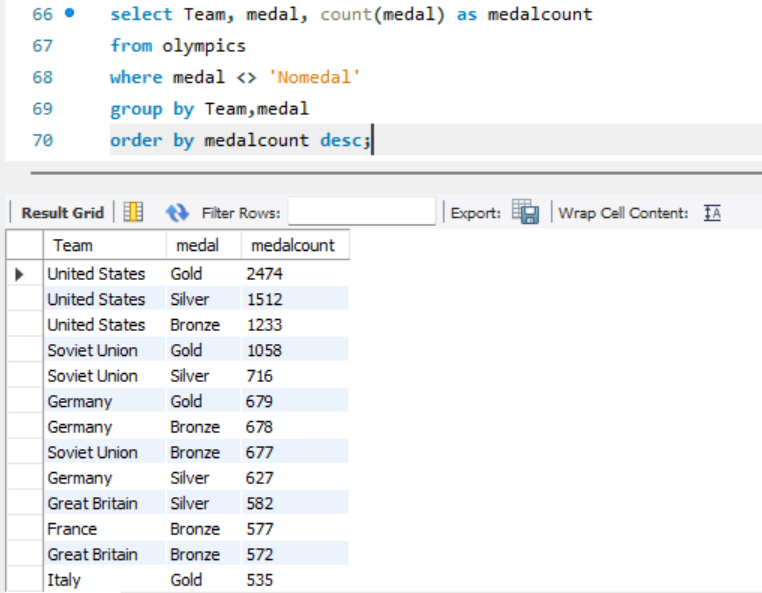 66 select Team, medal, count(medal) as medalcount
67 from olympics
68 where medal <> 'Nomedal'
69 group by Team,medal
70 order by medalcount desc;
Result Grid Filter Rows: Export: Wrap Cell Content: IA
Team medal medalcount
United States Gold 2474
United States Silver 1512
United States Bronze 1233
Soviet Union Gold 1058
Soviet Union Silver 716
Germany Gold 679
Germany Bronze 678
Soviet Union Bronze 677
Germany Silver 627
Great Britain Silver 582
France Bronze 577
Great Britain Bronze 572
Italy Gold 535